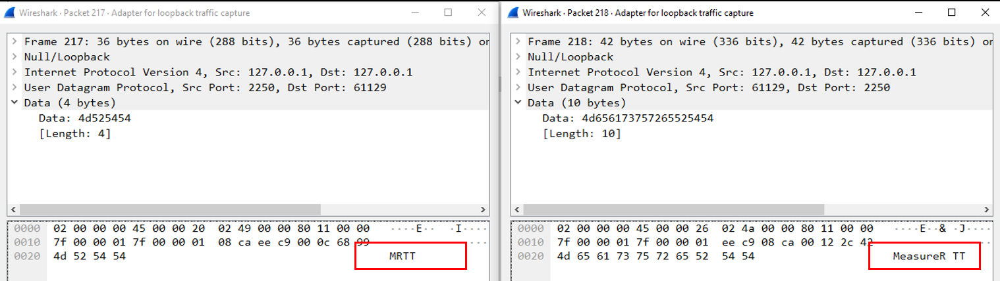 Wireshark · Packet 217 · Adapter for loopback traffic capture
Frame 217: 36 bytes on wire (288 bits), 36 bytes captured (288 bits) on
Null/Loopback
Internet Protocol Version 4, Src: 127.0.0.1, Dst: 127.0.0.1
User Datagram Protocol, Src Port: 2250, Dst Port: 61129
Data (4 bytes)
Data: 4d525454
[Length: 4]
0000 02 00 00 00 45 00 00 20 02 49 00 00 80 11 00 00 ····E·· ·I····
0010 7f 00 00 01 7f 00 00 01 08 ca ee c9 00 0c 68 99
0020 4d 52 54 54 MRTT
Wireshark · Packet 218 · Adapter for loopback traffic capture
Frame 218: 42 bytes on wire (336 bits), 42 bytes captured (336 bits) on
Null/Loopback
Internet Protocol Version 4, Src: 127.0.0.1, Dst: 127.0.0.1
User Datagram Protocol, Src Port: 61129, Dst Port: 2250
Data (10 bytes)
Data: 4d656173757265525454
[Length: 10]
0000 02 00 00 00 45 00 00 26 02 4a 00 00 80 11 00 00 ····E··& ·J····
0010 7f 00 00 01 7f 00 00 01 ee c9 08 ca 00 12 2c 42
0020 4d 65 61 73 75 72 65 52 54 54 MeasureR TT